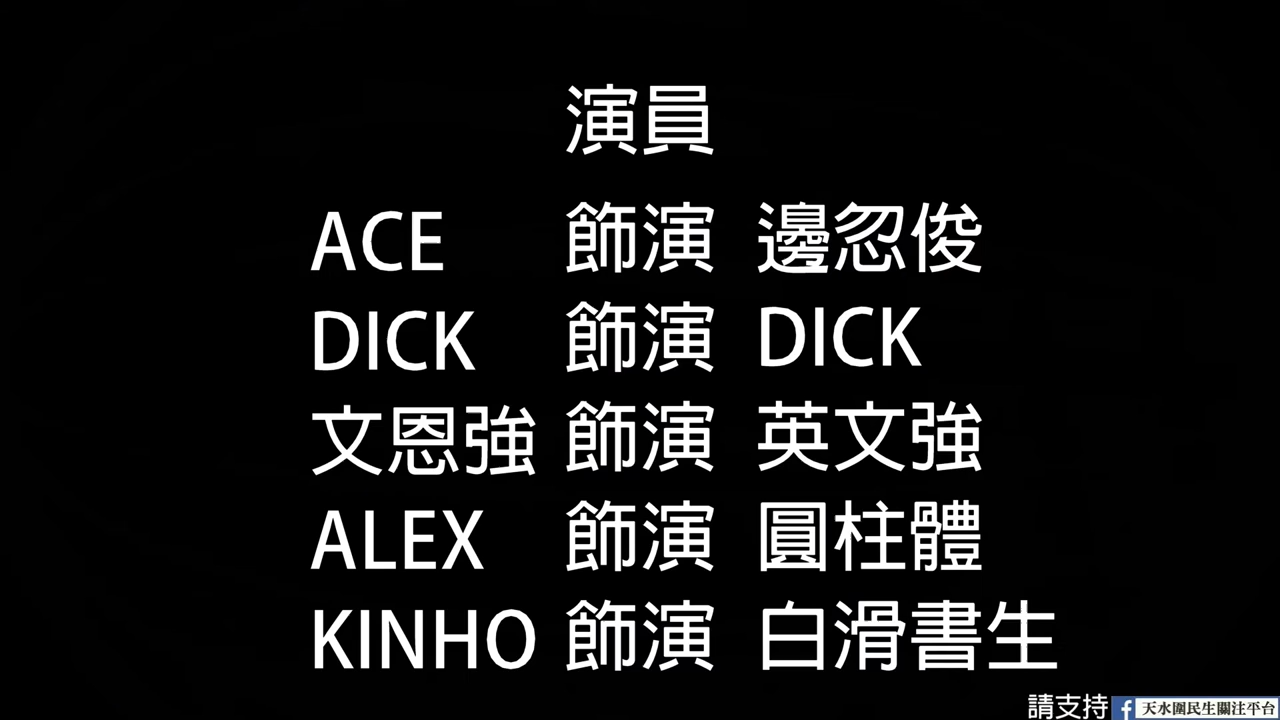 演員
ACE 飾演 邊忽俊
DICK 飾演 DICK
文恩強 飾演 英文強
ALEX 飾演 圓柱體
KINHO 飾演 白滑書生
請支持 f 天水圍民生關注平台